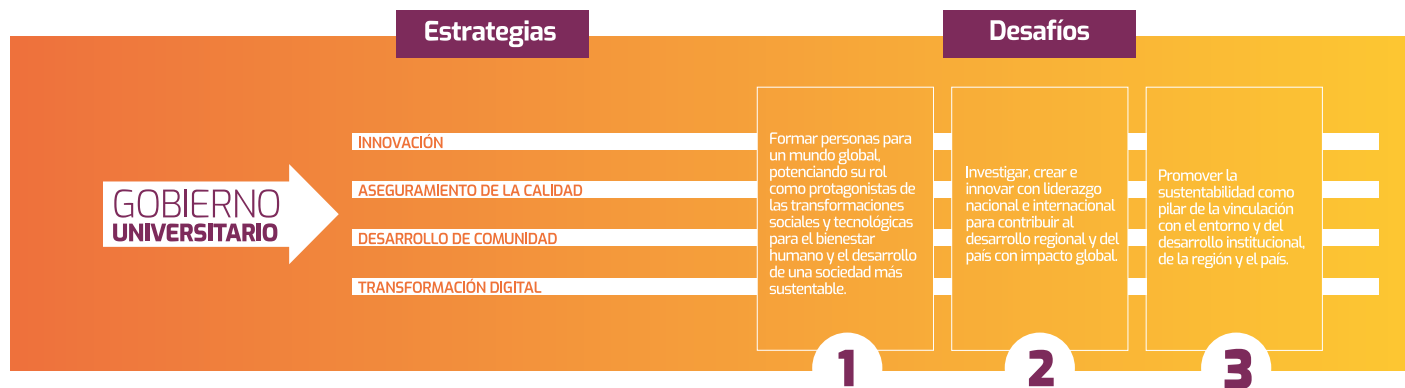 Estrategias
Desafíos
GOBIERNO
UNIVERSITARIO
INNOVACIÓN
ASEGURAMIENTO DE LA CALIDAD
DESARROLLO DE COMUNIDAD
TRANSFORMACIÓN DIGITAL
Formar personas para
un mundo global,
potenciando su rol
como protagonistas de
las transformaciones
sociales y tecnológicas
para el bienestar
humano y el desarrollo
de una sociedad más
sustentable.
1
Investigar, crear e
innovar con liderazgo
nacional e internacional
para contribuir al
desarrollo regional y del
país con impacto global.
2
Promover la
sustentabilidad como
pilar de la vinculación
con el entorno y del
desarrollo institucional,
de la región y el país.
3